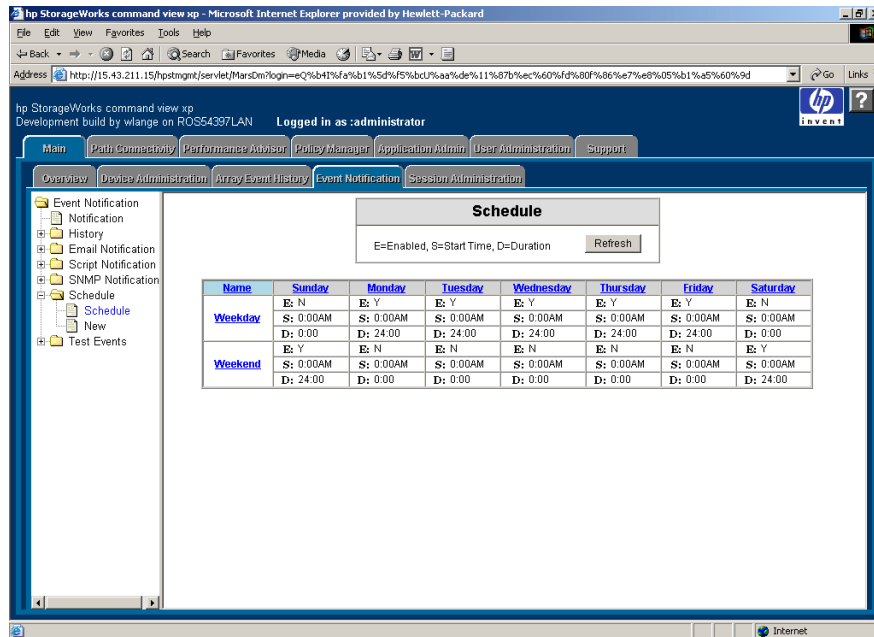 hp StorageWorks command view xp - Microsoft Internet Explorer provided by Hewlett-Packard
File Edit View Favorites Tools Help
Back Search Favorites Media
Address http://15.43.211.15/hpstmgmt/servlet/MarsDm?login=eQ%b4I%fa%b1%5d%f5%bcU%aa%de%11%87b%ec%60%fd%80f%86%e7%e8%05%b1%a5%60%9d Go Links
hp StorageWorks command view xp
Development build by wlange on ROS54397LAN Logged in as :administrator
hp invent ?
Main Path Connectivity Performance Advisor Policy Manager Application Admin User Administration Support
Overview Device Administration Array Event History Event Notification Session Administration
Event Notification
Notification
History
Email Notification
Script Notification
SNMP Notification
Schedule
Schedule
New
Test Events
Schedule
E=Enabled, S=Start Time, D=Duration Refresh
Name Sunday Monday Tuesday Wednesday Thursday Friday Saturday
Weekday
E: N E: Y E: Y E: Y E: Y E: Y E: N
S: 0:00AM S: 0:00AM S: 0:00AM S: 0:00AM S: 0:00AM S: 0:00AM S: 0:00AM
D: 0:00 D: 24:00 D: 24:00 D: 24:00 D: 24:00 D: 24:00 D: 0:00
Weekend
E: Y E: N E: N E: N E: N E: N E: Y
S: 0:00AM S: 0:00AM S: 0:00AM S: 0:00AM S: 0:00AM S: 0:00AM S: 0:00AM
D: 24:00 D: 0:00 D: 0:00 D: 0:00 D: 0:00 D: 0:00 D: 24:00
Internet